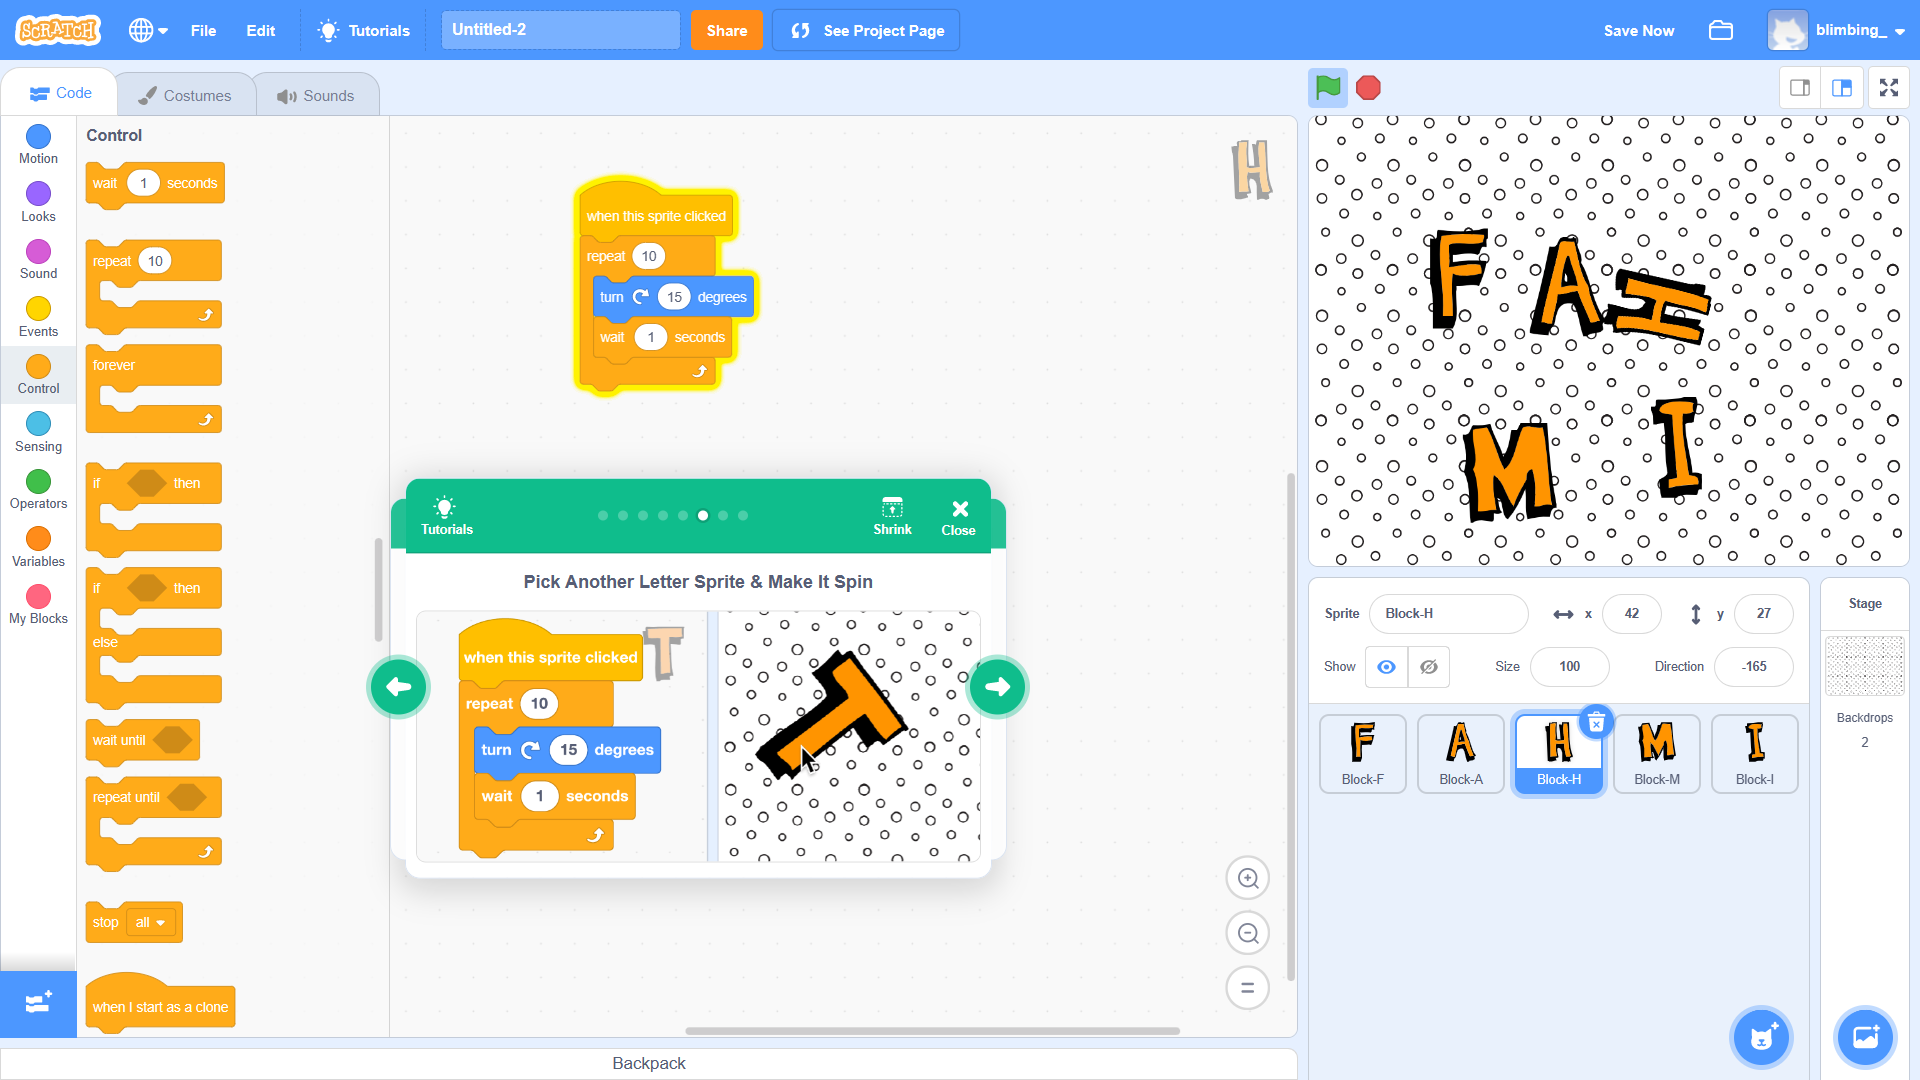 SCRATCH File Edit Tutorials Untitled-2 Share See Project Page Save Now blimbing_
Code Costumes Sounds
Motion
Looks
Sound
Events
Control
Sensing
Operators
Variables
My Blocks
Control
wait 1 seconds
repeat 10
forever
if then
if then
else
wait until
repeat until
stop all
when I start as a clone
when this sprite clicked
repeat 10
turn 15 degrees
wait 1 seconds
H
Tutorials Shrink Close
Pick Another Letter Sprite & Make It Spin
when this sprite clicked
T
repeat 10
turn 15 degrees
wait 1 seconds
T
=
Backpack
F A H
M I
Sprite Block-H x 42 y 27
Show Size 100 Direction -165
F A H M I
Block-F Block-A Block-H Block-M Block-I
Stage
Backdrops
2